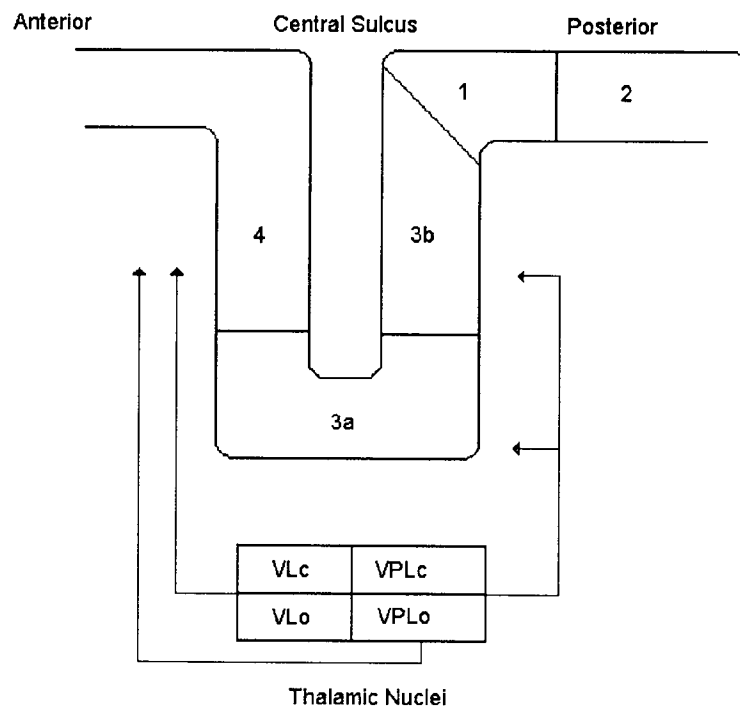 Anterior Central Sulcus Posterior
1 2
4 3b
3a
VLc VPLc
VLo VPLo
Thalamic Nuclei